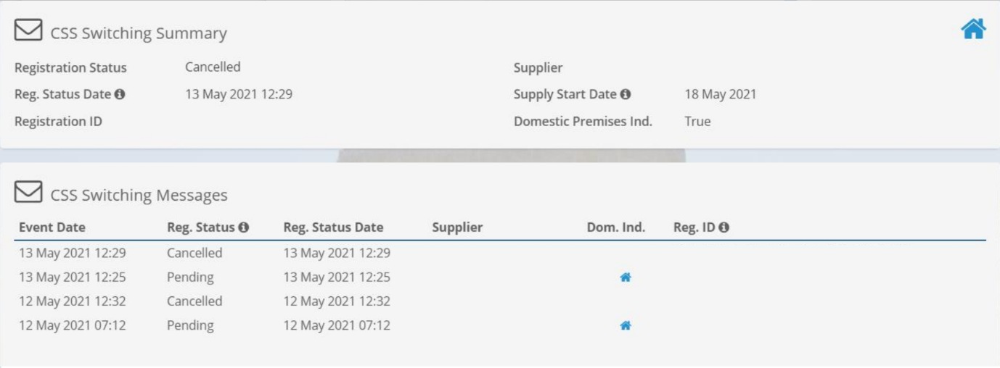 CSS Switching Summary
Registration Status Cancelled Supplier
Reg. Status Date 13 May 2021 12:29 Supply Start Date 18 May 2021
Registration ID Domestic Premises Ind. True
CSS Switching Messages
Event Date Reg. Status Reg. Status Date Supplier Dom. Ind. Reg. ID
13 May 2021 12:29 Cancelled 13 May 2021 12:29
13 May 2021 12:25 Pending 13 May 2021 12:25
12 May 2021 12:32 Cancelled 12 May 2021 12:32
12 May 2021 07:12 Pending 12 May 2021 07:12